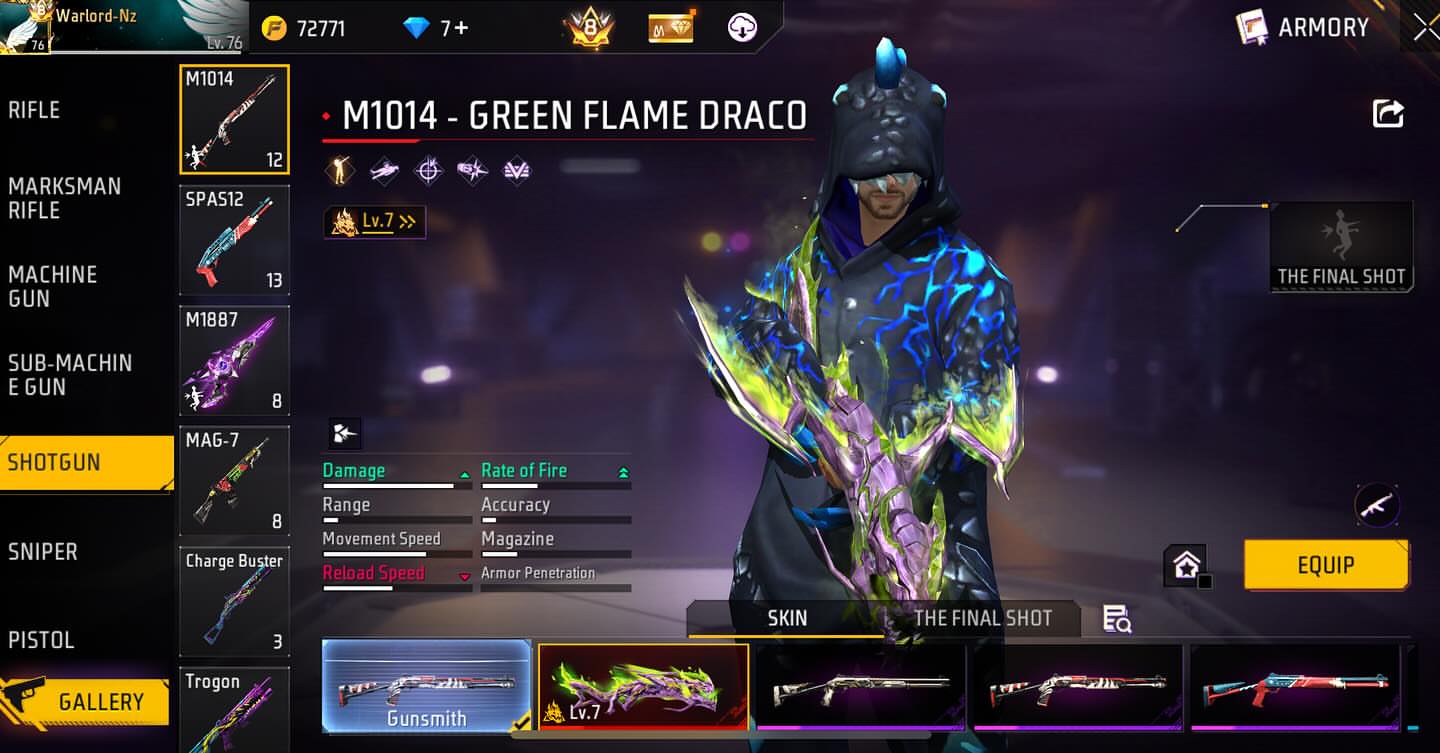 Warlord-Nz
76
Lv. 76
72771
7+
8
M
ARMORY
RIFLE
MARKSMAN
RIFLE
MACHINE
GUN
SUB-MACHIN
E GUN
SHOTGUN
SNIPER
PISTOL
GALLERY
M1014
12
SPAS12
13
M1887
8
MAG-7
8
Charge Buster
3
Trogon
M1014 - GREEN FLAME DRACO
Lv.7
THE FINAL SHOT
Damage
Rate of Fire
Range
Accuracy
Movement Speed
Magazine
Reload Speed
Armor Penetration
EQUIP
SKIN
THE FINAL SHOT
Gunsmith
Lv.7